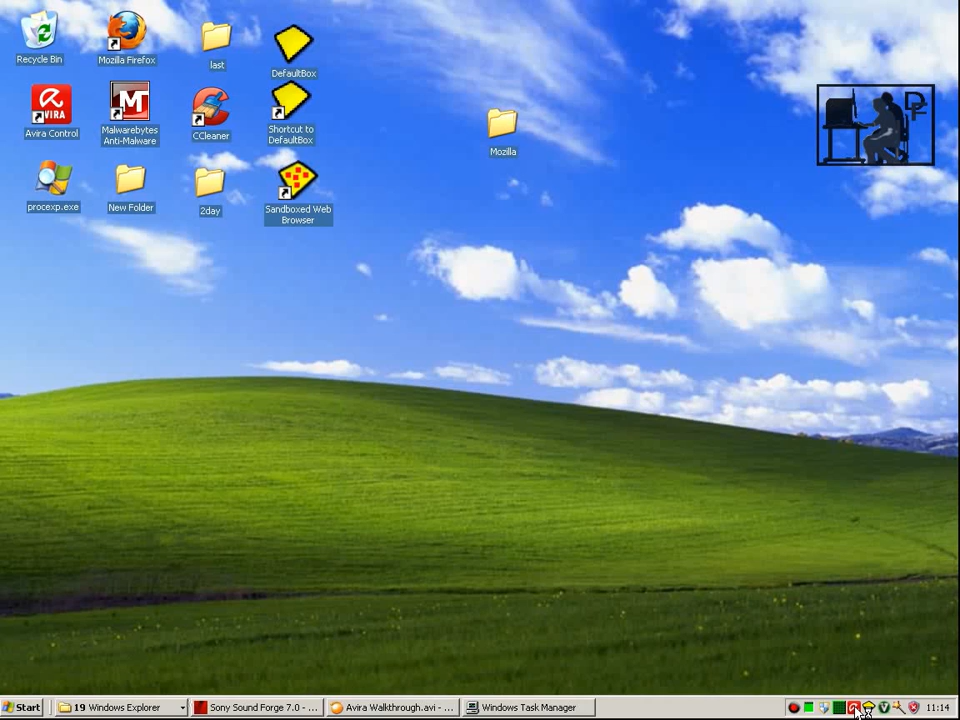 Recycle Bin
Mozilla Firefox
last
DefaultBox
Avira Control
Malwarebytes
Anti-Malware
CCleaner
Shortcut to
DefaultBox
Mozilla
procexp.exe
New Folder
2day
Sandboxed Web
Browser
AVIRA
M
DF
Start
19 Windows Explorer
Sony Sound Forge 7.0 - ...
Avira Walkthrough.avi - ...
Windows Task Manager
11:14